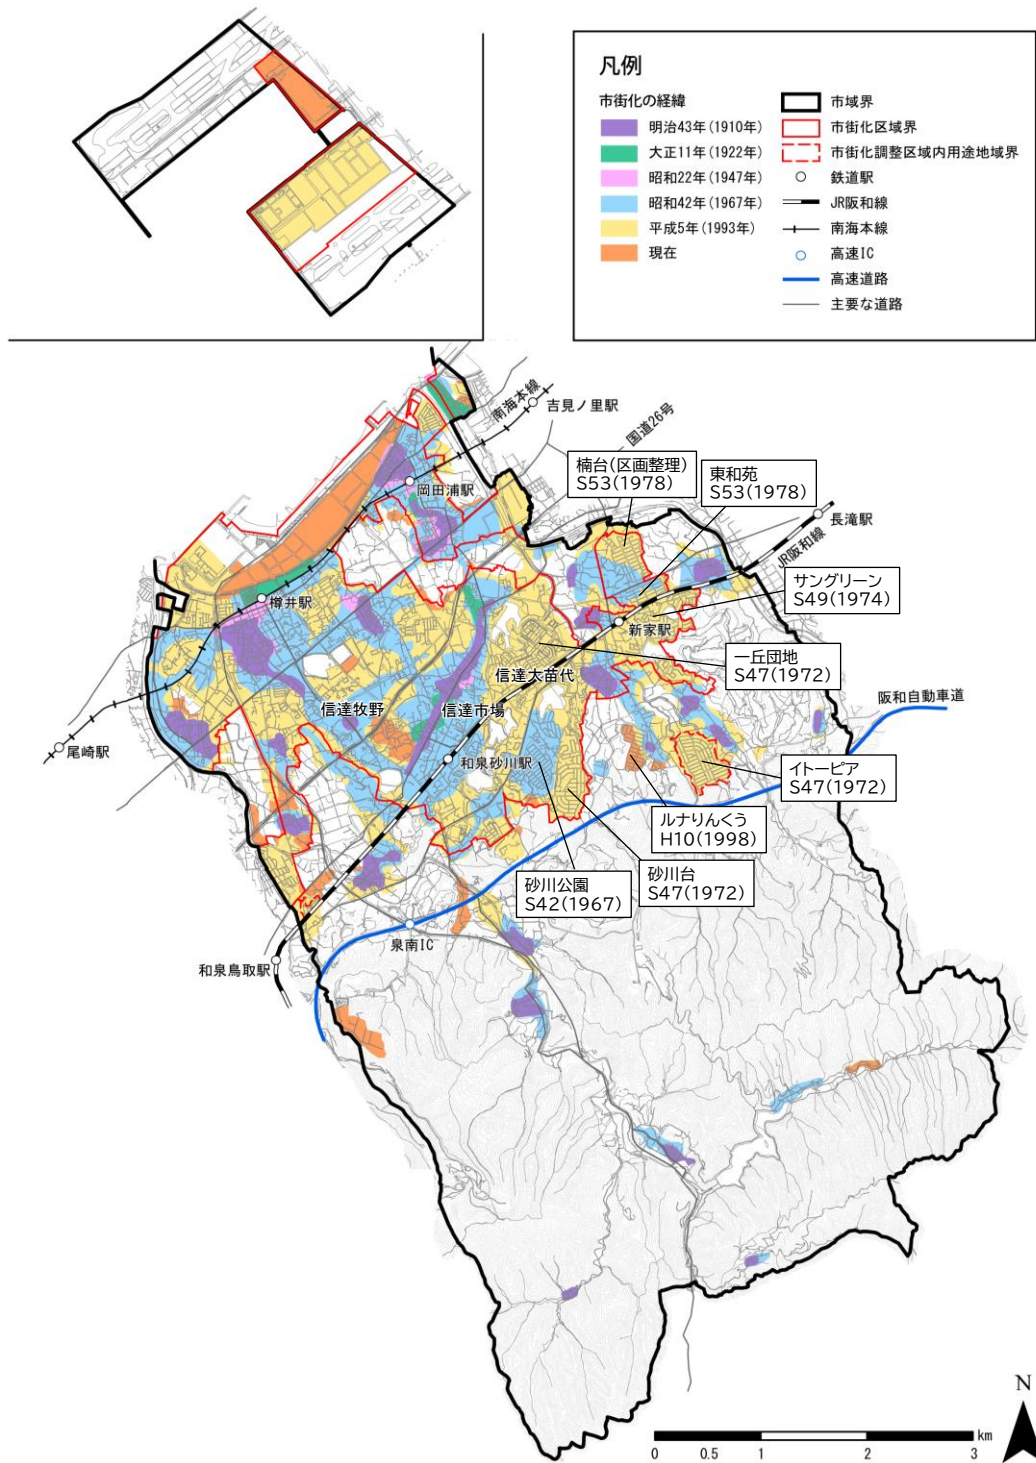 凡例
市街化の経緯
明治43年(1910年)
大正11年(1922年)
昭和22年(1947年)
昭和42年(1967年)
平成5年(1993年)
現在
市域界
市街化区域界
市街化調整区域内用途地域界
鉄道駅
JR阪和線
南海本線
高速IC
高速道路
主要な道路
南海本線
吉見ノ里駅
国道26号
楠台(区画整理)
S53(1978)
東和苑
S53(1978)
岡田浦駅
長滝駅
JR阪和線
サングリーン
S49(1974)
樽井駅
新家駅
一丘団地
S47(1972)
信達大苗代
阪和自動車道
信達牧野
信達市場
尾崎駅
和泉砂川駅
イトーピア
S47(1972)
ルナりんくう
H10(1998)
砂川台
S47(1972)
砂川公園
S42(1967)
泉南IC
和泉鳥取駅
N
km
0
0.5
1
2
3